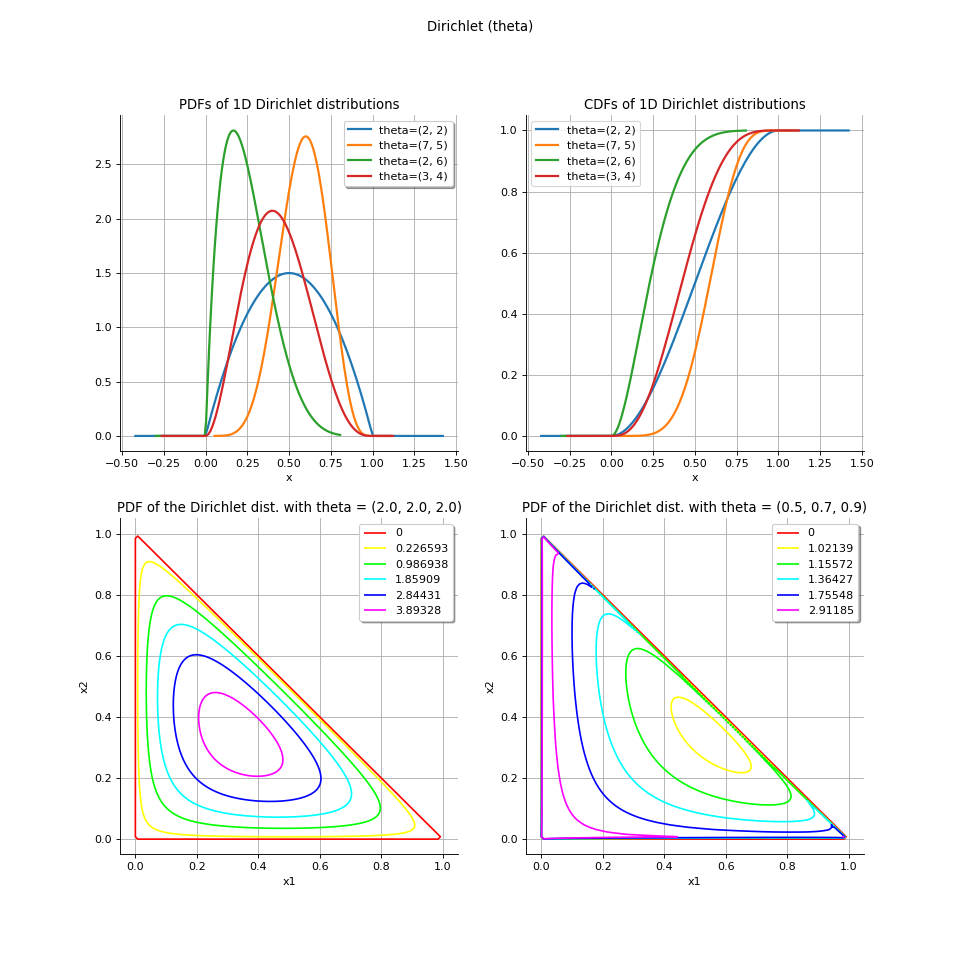 Dirichlet (theta)
PDFs of 1D Dirichlet distributions
theta=(2, 2)
theta=(7, 5)
theta=(2, 6)
theta=(3, 4)
2.5
2.0
1.5
1.0
0.5
0.0
−0.50 −0.25 0.00 0.25 0.50 0.75 1.00 1.25 1.50
x
CDFs of 1D Dirichlet distributions
theta=(2, 2)
theta=(7, 5)
theta=(2, 6)
theta=(3, 4)
1.0
0.8
0.6
0.4
0.2
0.0
−0.50 −0.25 0.00 0.25 0.50 0.75 1.00 1.25 1.50
x
PDF of the Dirichlet dist. with theta = (2.0, 2.0, 2.0)
0
0.226593
0.986938
1.85909
2.84431
3.89328
1.0
0.8
0.6
0.4
0.2
0.0
x2
0.0 0.2 0.4 0.6 0.8 1.0
x1
PDF of the Dirichlet dist. with theta = (0.5, 0.7, 0.9)
0
1.02139
1.15572
1.36427
1.75548
2.91185
1.0
0.8
0.6
0.4
0.2
0.0
x2
0.0 0.2 0.4 0.6 0.8 1.0
x1